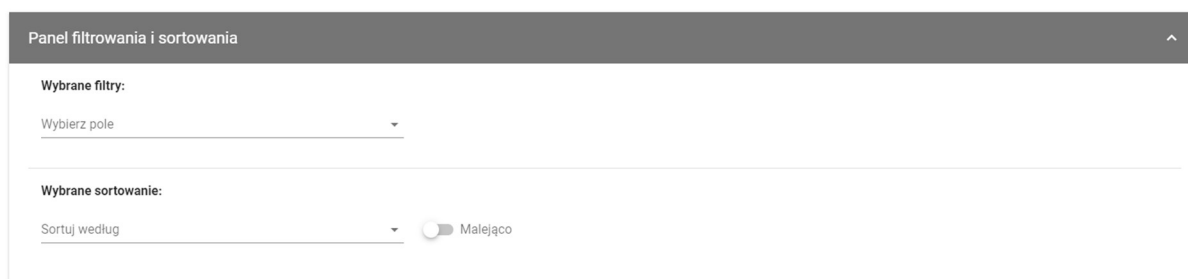 Panel filtrowania i sortowania
Wybrane filtry:
Wybierz pole
Wybrane sortowanie:
Sortuj według
Malejąco